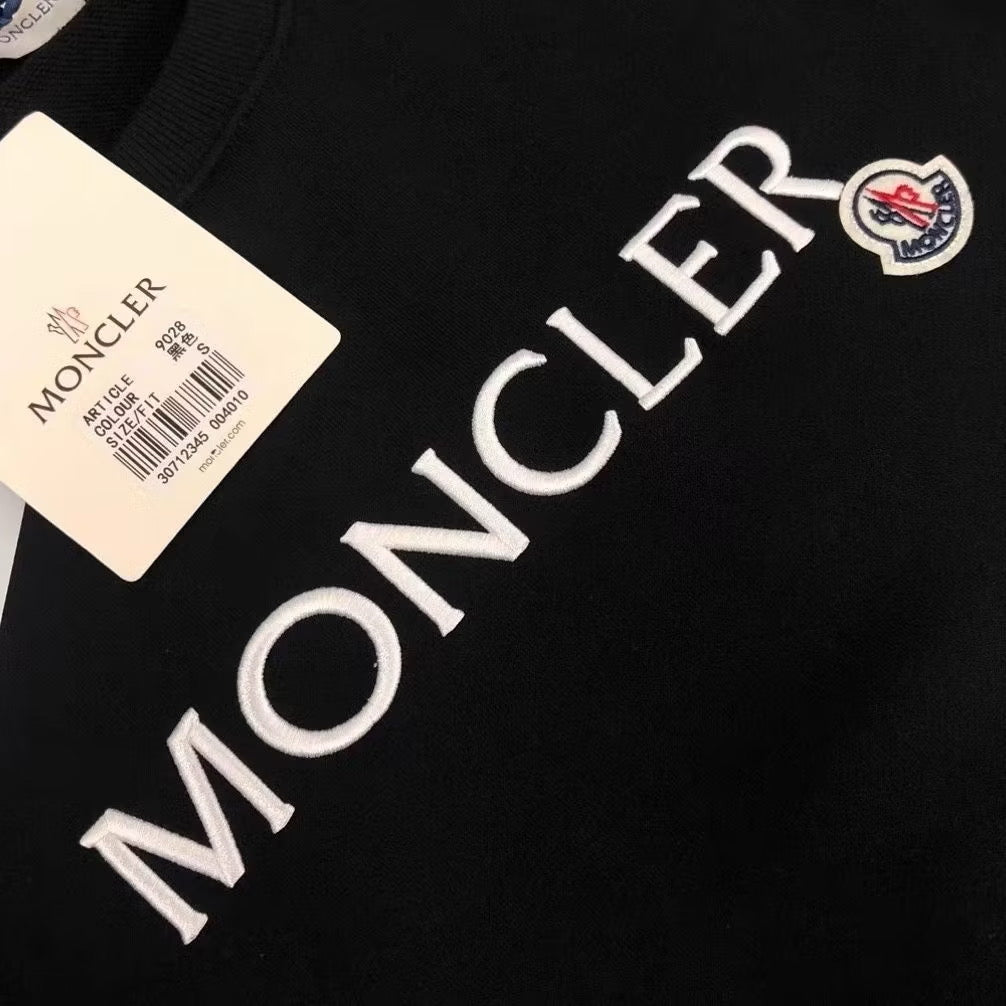 MONCLER
MONCLER
ARTICLE 9028
COLOUR 黑色
SIZE/FIT S
30712345 004010
moncler.com
MONCLER
MONCLER